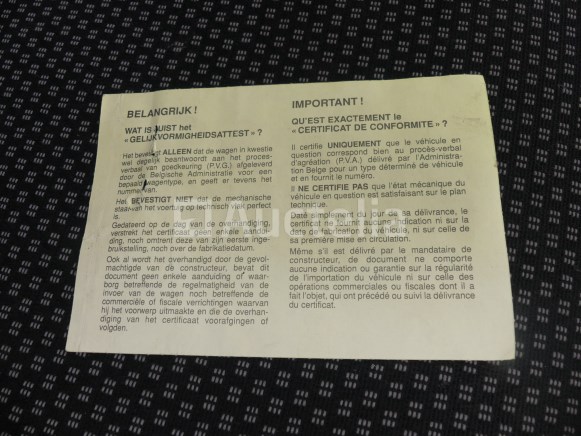 BELANGRIJK !
WAT IS JUIST het
« GELIJKVORMIGHEIDSATTEST » ?
Het bevestigt ALLEEN dat de wagen in kwestie
wel degelijk beantwoordt aan het proces-
verbaal van goedkeuring (P.V.G.) afgeleverd
door de Belgische Administratie voor een
bepaald wagentype, en geeft er tevens het
nummer van.
Het BEVESTIGT NIET dat de mechanische
staat van het voertuig technisch perfect
is.
Gedateerd op de dag van de overhandiging,
verstrekt het certificaat geen enkele aandui-
ding, noch omtrent deze van zijn eerste inge-
bruikstelling, noch over de fabrikatiedatum.
Ook al wordt het overhandigd door de gevol-
machtigde van de constructeur, bevat dit
document geen enkele aanduiding of waar-
borg betreffende de regelmatigheid van de
invoer van de wagen noch betreffende de
commerciële of fiscale verrichtingen waarvan
hij het voorwerp uitmaakte en die de overhan-
diging van het certificaat voorafgingen of
volgden.
IMPORTANT !
QU'EST EXACTEMENT le
« CERTIFICAT DE CONFORMITE » ?
Il certifie UNIQUEMENT que le véhicule en
question correspond bien au procès-verbal
d'agréation (P.V.A.) délivré par l'Administra-
tion Belge pour un type déterminé de véhicule
et en fournit le numéro.
Il NE CERTIFIE PAS que l'état mécanique du
véhicule en question est satisfaisant sur le plan
technique.
Daté du jour de sa délivrance, le
certificat ne donne aucune indication ni sur la
date de fabrication du véhicule, ni sur celle de
sa première mise en circulation.
Même s'il est délivré par le mandataire de
constructeur, de document ne comporte
aucune indication ou garantie sur la régularité
de l'importation du véhicule ni sur celle des
opérations commerciales ou fiscales dont il a
fait l'objet, qui ont précédé ou suivi la délivrance
du certificat.